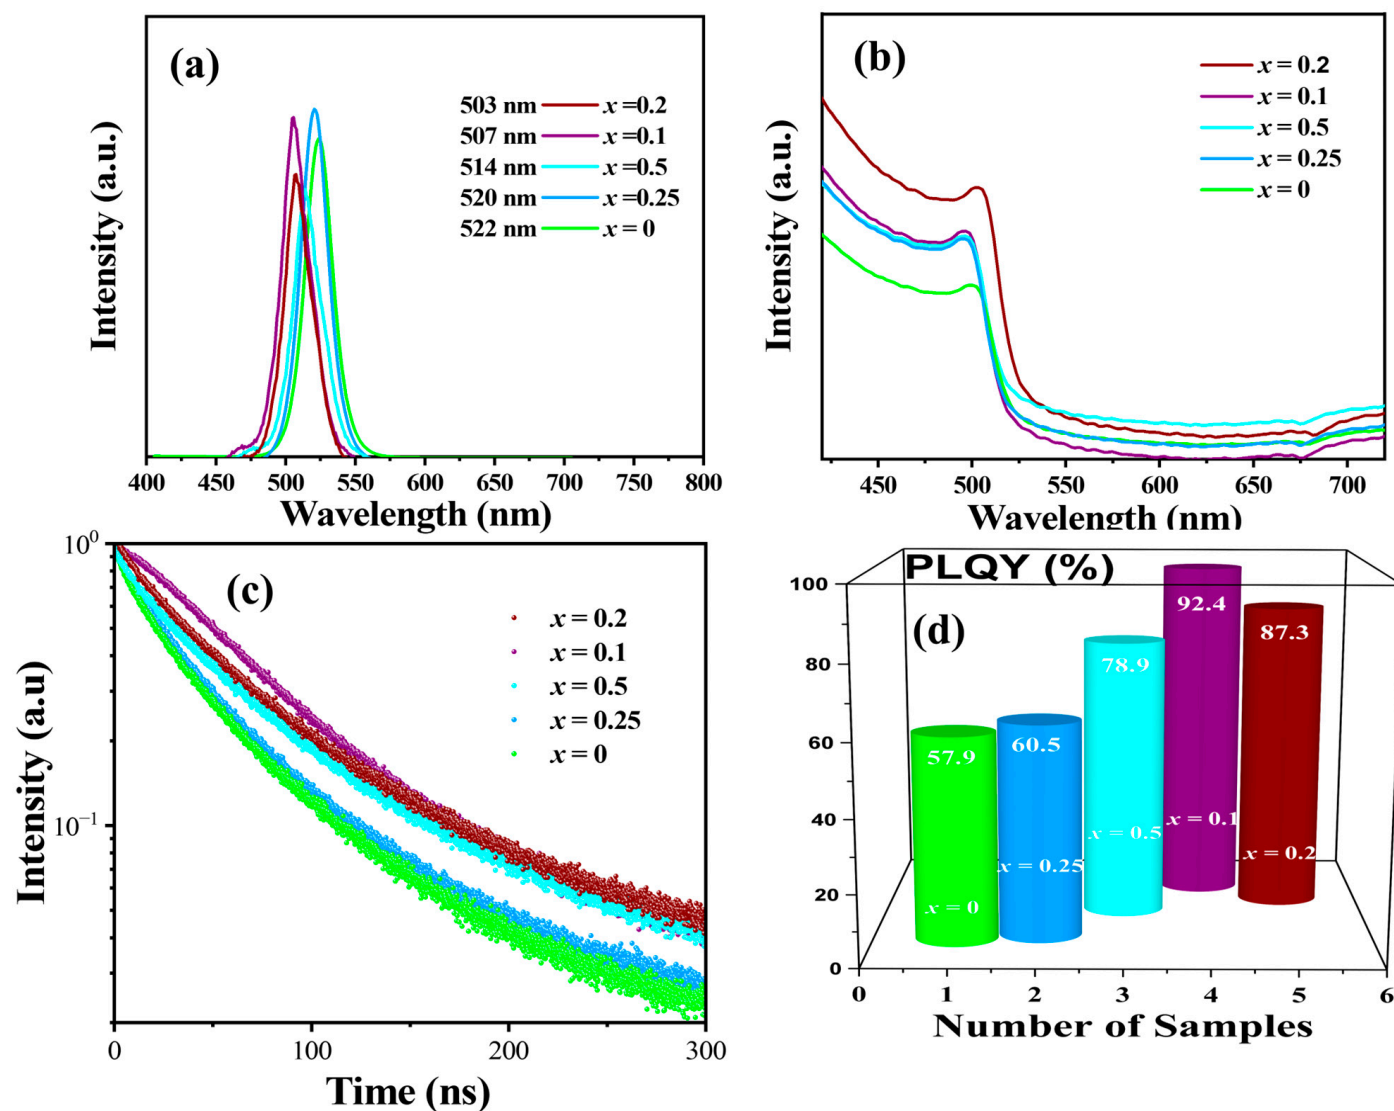 (a)
503 nm x =0.2
507 nm x =0.1
514 nm x =0.5
520 nm x =0.25
522 nm x = 0
Intensity (a.u.)
400 450 500 550 600 650 700 750 800
Wavelength (nm)
(b)
x = 0.2
x = 0.1
x = 0.5
x = 0.25
x = 0
Intensity (a.u.)
450 500 550 600 650 700
Wavelength (nm)
(c)
10⁰
10⁻¹
x = 0.2
x = 0.1
x = 0.5
x = 0.25
x = 0
Intensity (a.u)
0 100 200 300
Time (ns)
PLQY (%)
(d)
100
80
60
40
20
0
57.9
60.5
78.9
92.4
87.3
x = 0
x = 0.25
x = 0.5
x = 0.1
x = 0.2
0 1 2 3 4 5 6
Number of Samples